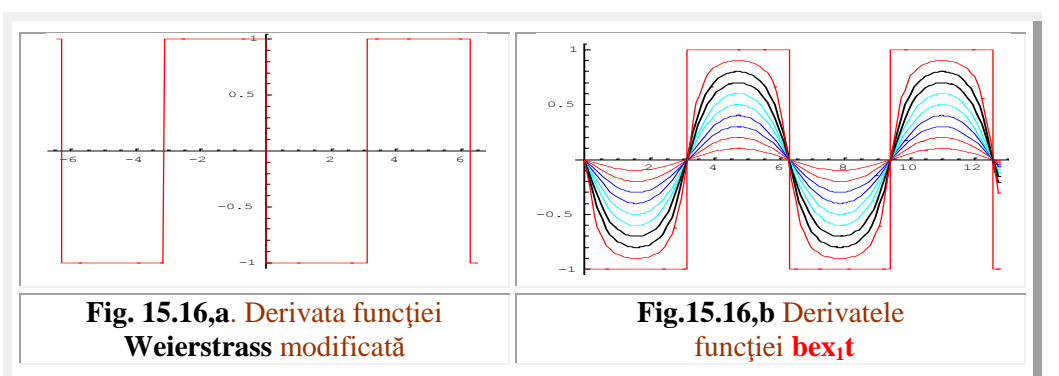 1
0.5
-6 -4 -2 2 4 6
-0.5
-1
1
0.5
2 4 6 8 10 12
-0.5
-1
Fig. 15.16,a. Derivata funcţiei
Weierstrass modificată
Fig.15.16,b Derivatele
funcţiei bex₁t